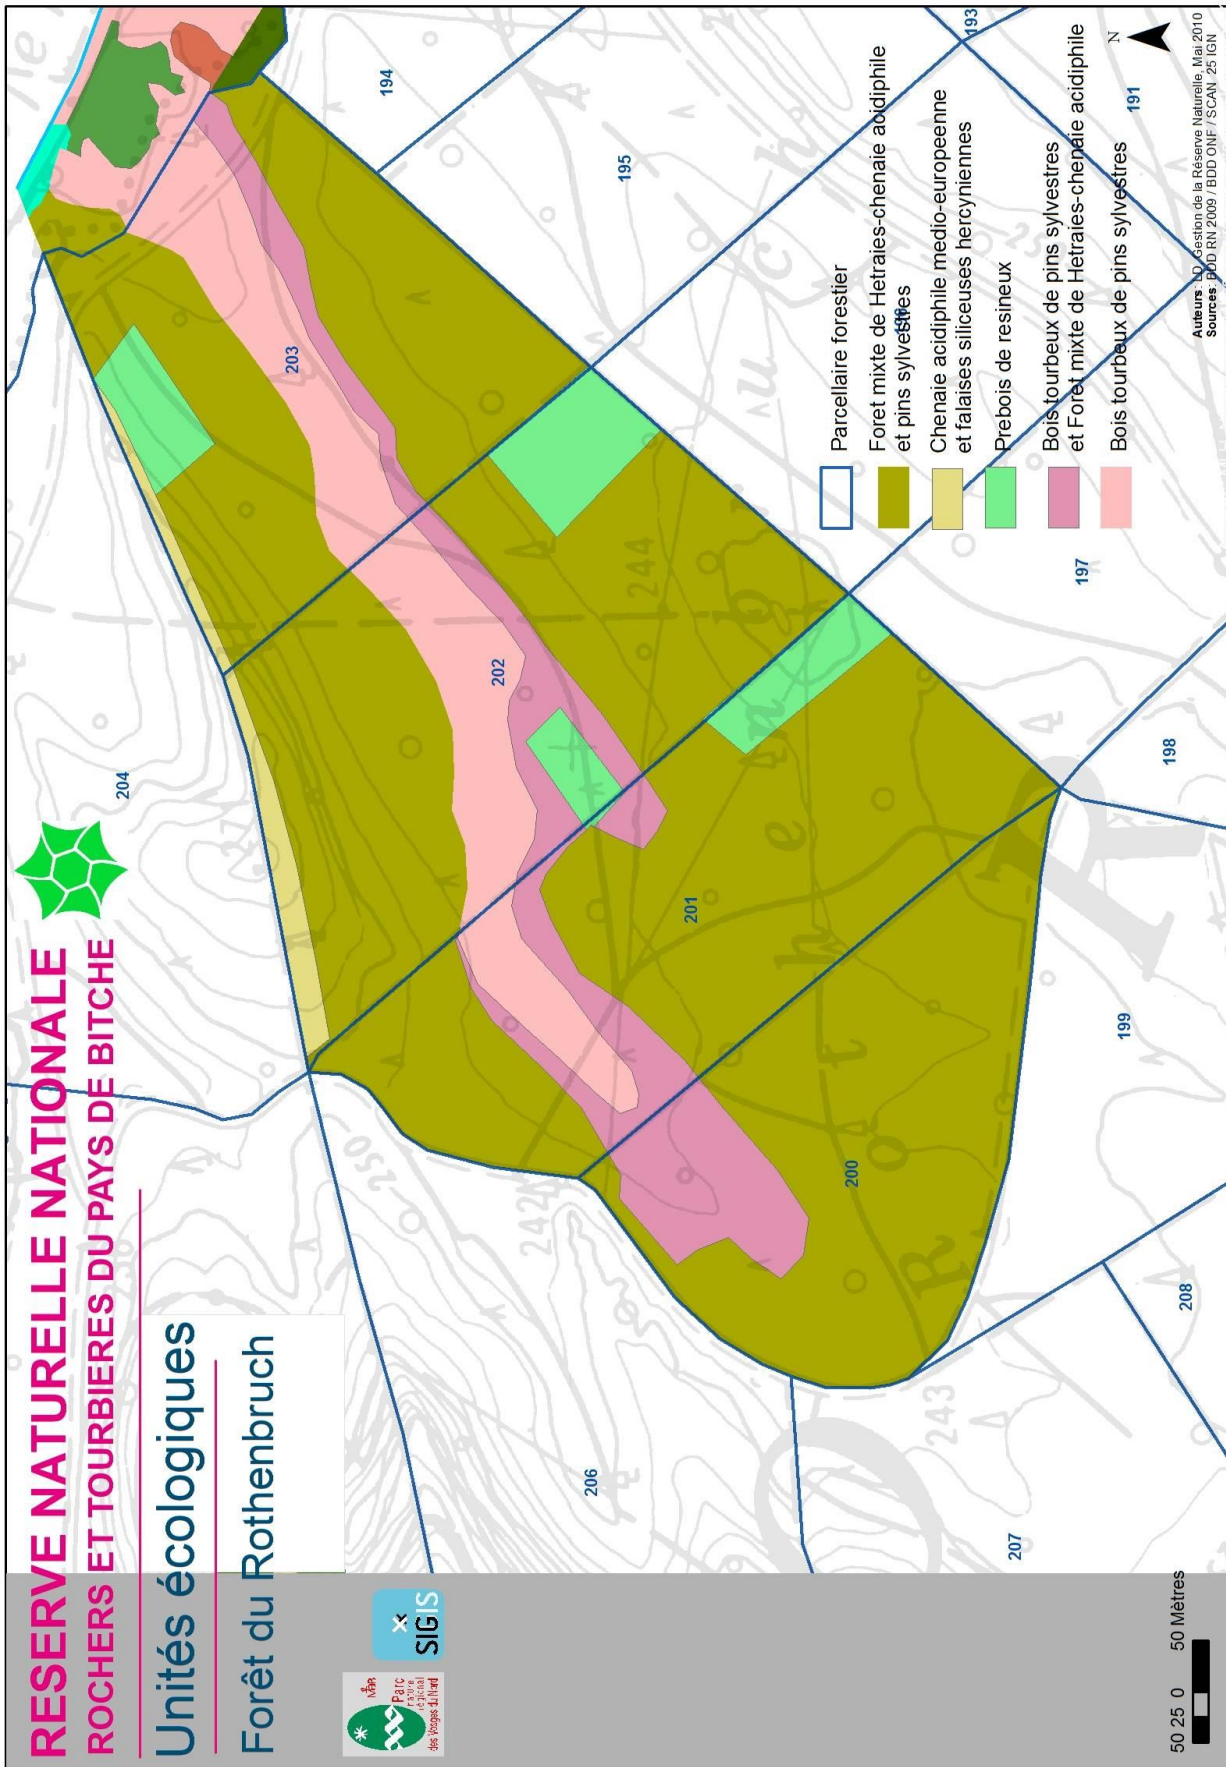 RESERVE NATURELLE NATIONALE
ROCHERS ET TOURBIERES DU PAYS DE BITCHE
Unités écologiques
Forêt du Rothenbruch
Parc
naturel
régional
des Vosges du Nord
SIGIS
204
203
202
201
200
194
195
193
191
197
198
199
206
207
208
250
242
243
244
Parcellaire forestier
Foret mixte de Hetraies-chenaie acidiphile
et pins sylvestres
Chenaie acidiphile medio-europeenne
et falaises siliceuses hercyniennes
Prebois de resineux
Bois tourbeux de pins sylvestres
et Foret mixte de Hetraies-chenaie acidiphile
Bois tourbeux de pins sylvestres
N
Auteurs : LD, Gestion de la Réserve Naturelle, Mai 2010
Sources : BDD RN 2009 / BDD ONF / SCAN 25 IGN
50 25 0 50 Mètres